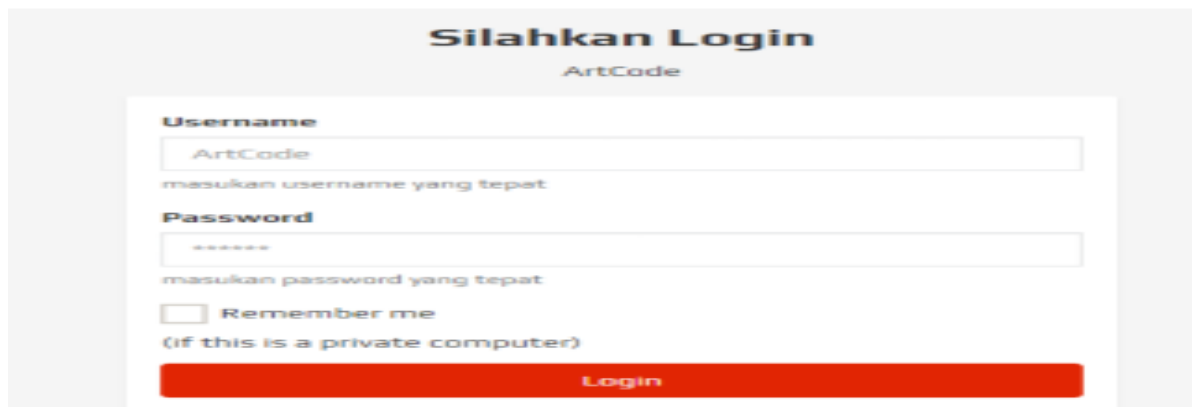 Silahkan Login
ArtCode
Username
ArtCode
masukan username yang tepat
Password
******
masukan password yang tepat
Remember me
(if this is a private computer)
Login